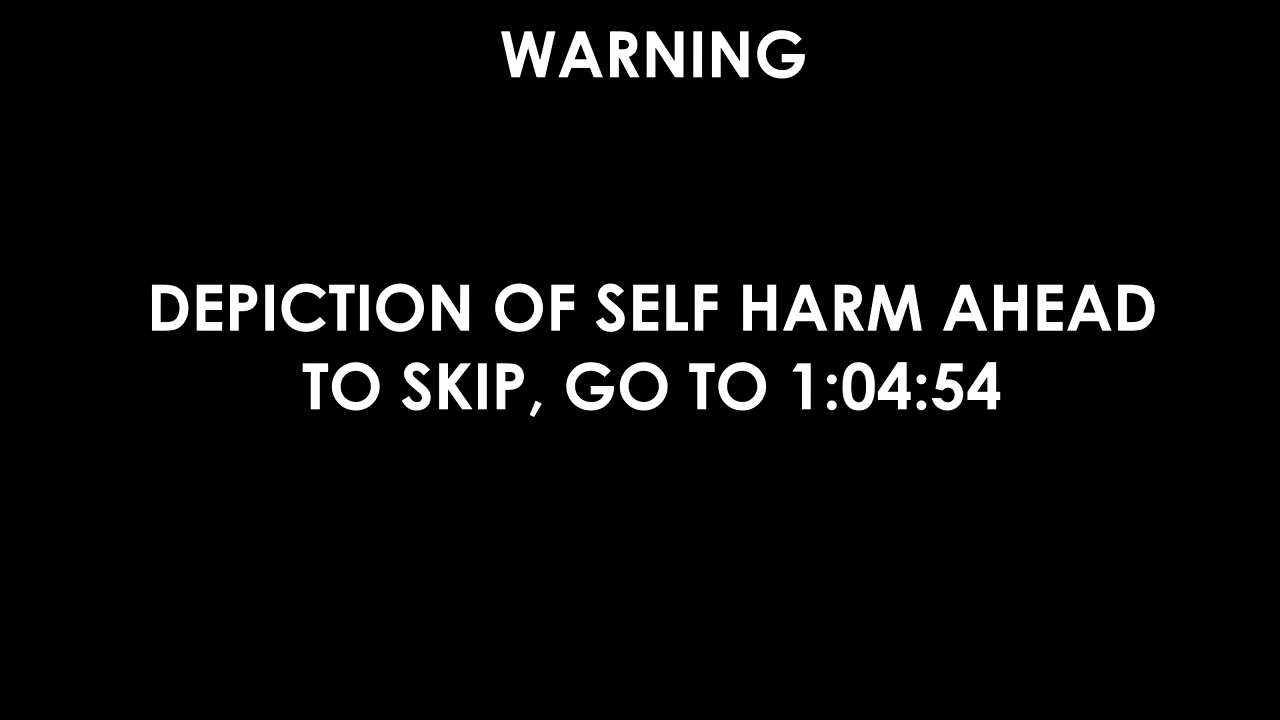 WARNING
DEPICTION OF SELF HARM AHEAD
TO SKIP, GO TO 1:04:54